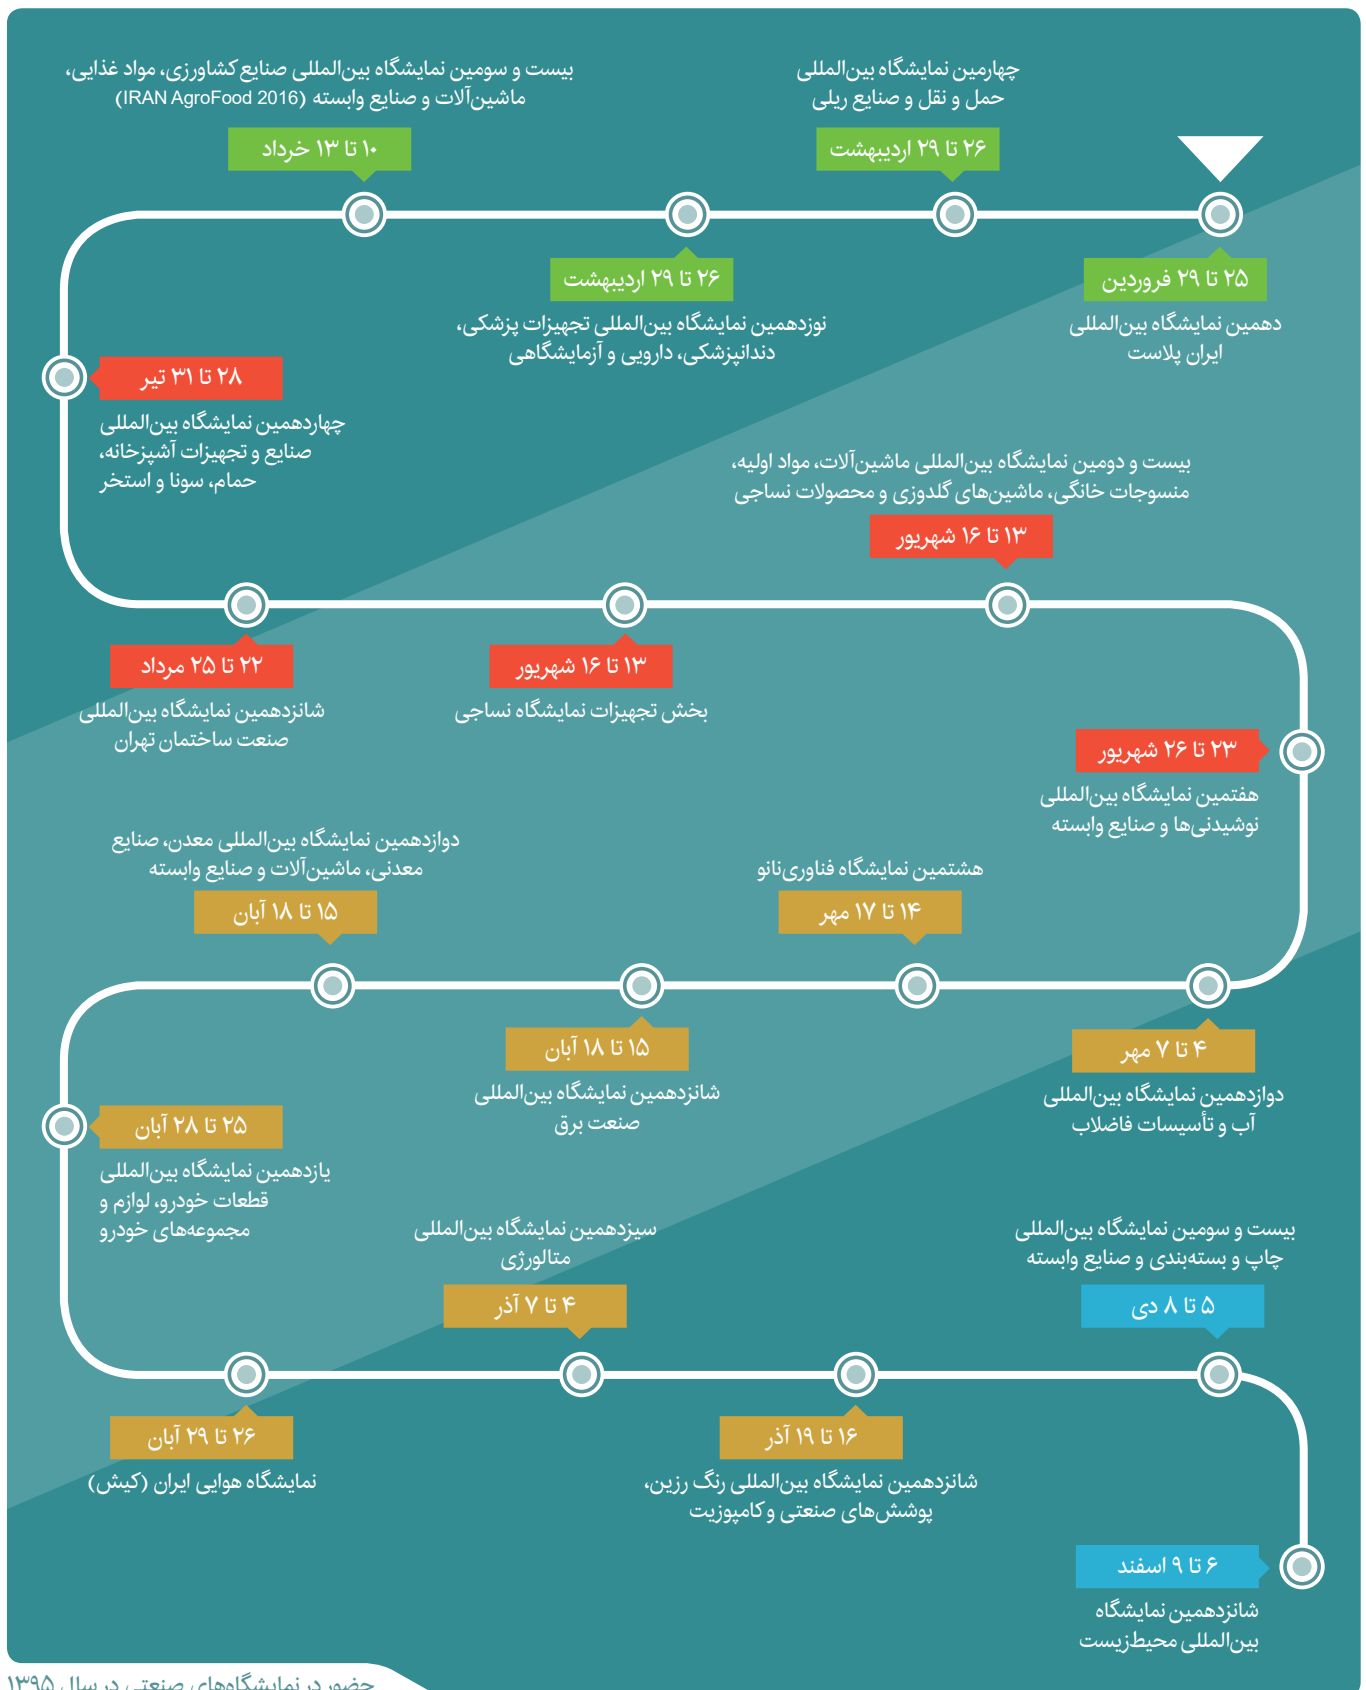 چهارمین نمایشگاه بین‌المللی
حمل و نقل و صنایع ریلی
۲۶ تا ۲۹ اردیبهشت
بیست و سومین نمایشگاه بین‌المللی صنایع کشاورزی، مواد غذایی،
ماشین‌آلات و صنایع وابسته (IRAN AgroFood 2016)
۱۰ تا ۱۳ خرداد
۲۵ تا ۲۹ فروردین
دهمین نمایشگاه بین‌المللی
ایران پلاست
۲۶ تا ۲۹ اردیبهشت
نوزدهمین نمایشگاه بین‌المللی تجهیزات پزشکی،
دندانپزشکی، دارویی و آزمایشگاهی
۲۸ تا ۳۱ تیر
چهاردهمین نمایشگاه بین‌المللی
صنایع و تجهیزات آشپزخانه،
حمام، سونا و استخر
بیست و دومین نمایشگاه بین‌المللی ماشین‌آلات، مواد اولیه،
منسوجات خانگی، ماشین‌های گلدوزی و محصولات نساجی
۱۳ تا ۱۶ شهریور
۱۳ تا ۱۶ شهریور
بخش تجهیزات نمایشگاه نساجی
۲۲ تا ۲۵ مرداد
شانزدهمین نمایشگاه بین‌المللی
صنعت ساختمان تهران
۲۳ تا ۲۶ شهریور
هفتمین نمایشگاه بین‌المللی
نوشیدنی‌ها و صنایع وابسته
هشتمین نمایشگاه فناوری‌نانو
۱۴ تا ۱۷ مهر
دوازدهمین نمایشگاه بین‌المللی معدن، صنایع
معدنی، ماشین‌آلات و صنایع وابسته
۱۵ تا ۱۸ آبان
۴ تا ۷ مهر
دوازدهمین نمایشگاه بین‌المللی
آب و تأسیسات فاضلاب
۱۵ تا ۱۸ آبان
شانزدهمین نمایشگاه بین‌المللی
صنعت برق
۲۵ تا ۲۸ آبان
یازدهمین نمایشگاه بین‌المللی
قطعات خودرو، لوازم و
مجموعه‌های خودرو
بیست و سومین نمایشگاه بین‌المللی
چاپ و بسته‌بندی و صنایع وابسته
۵ تا ۸ دی
سیزدهمین نمایشگاه بین‌المللی
متالورژی
۴ تا ۷ آذر
۱۶ تا ۱۹ آذر
شانزدهمین نمایشگاه بین‌المللی رنگ رزین،
پوشش‌های صنعتی و کامپوزیت
۲۶ تا ۲۹ آبان
نمایشگاه هوایی ایران (کیش)
۶ تا ۹ اسفند
شانزدهمین نمایشگاه
بین‌المللی محیط‌زیست
حضور در نمایشگاه‌های صنعتی در سال ۱۳۹۵